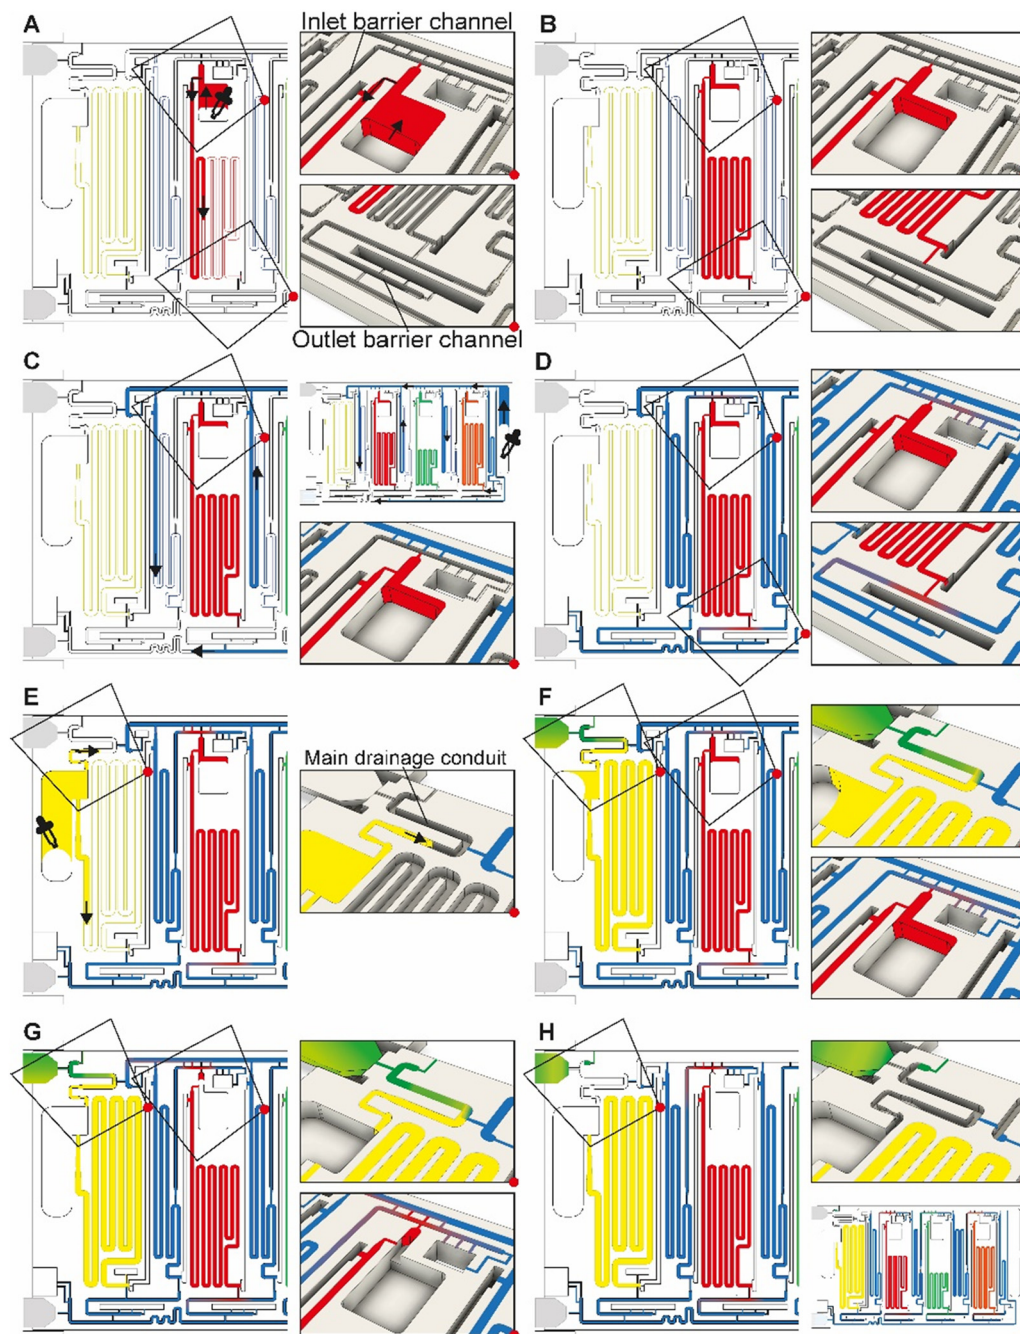 A
Inlet barrier channel
B
Outlet barrier channel
C
D
E
Main drainage conduit
F
G
H